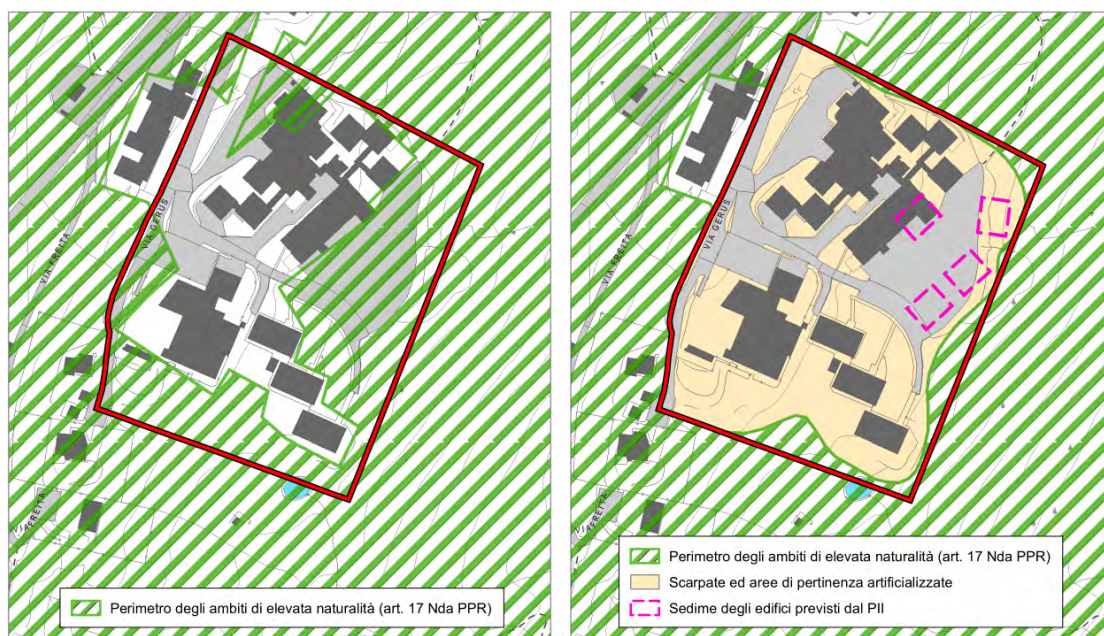 VIA FREITA
VIA GERUS
VIA FREITA
Perimetro degli ambiti di elevata naturalità (art. 17 Nda PPR)
VIA FREITA
VIA GERUS
VIA FREITA
Perimetro degli ambiti di elevata naturalità (art. 17 Nda PPR)
Scarpate ed aree di pertinenza artificializzate
Sedime degli edifici previsti dal PII